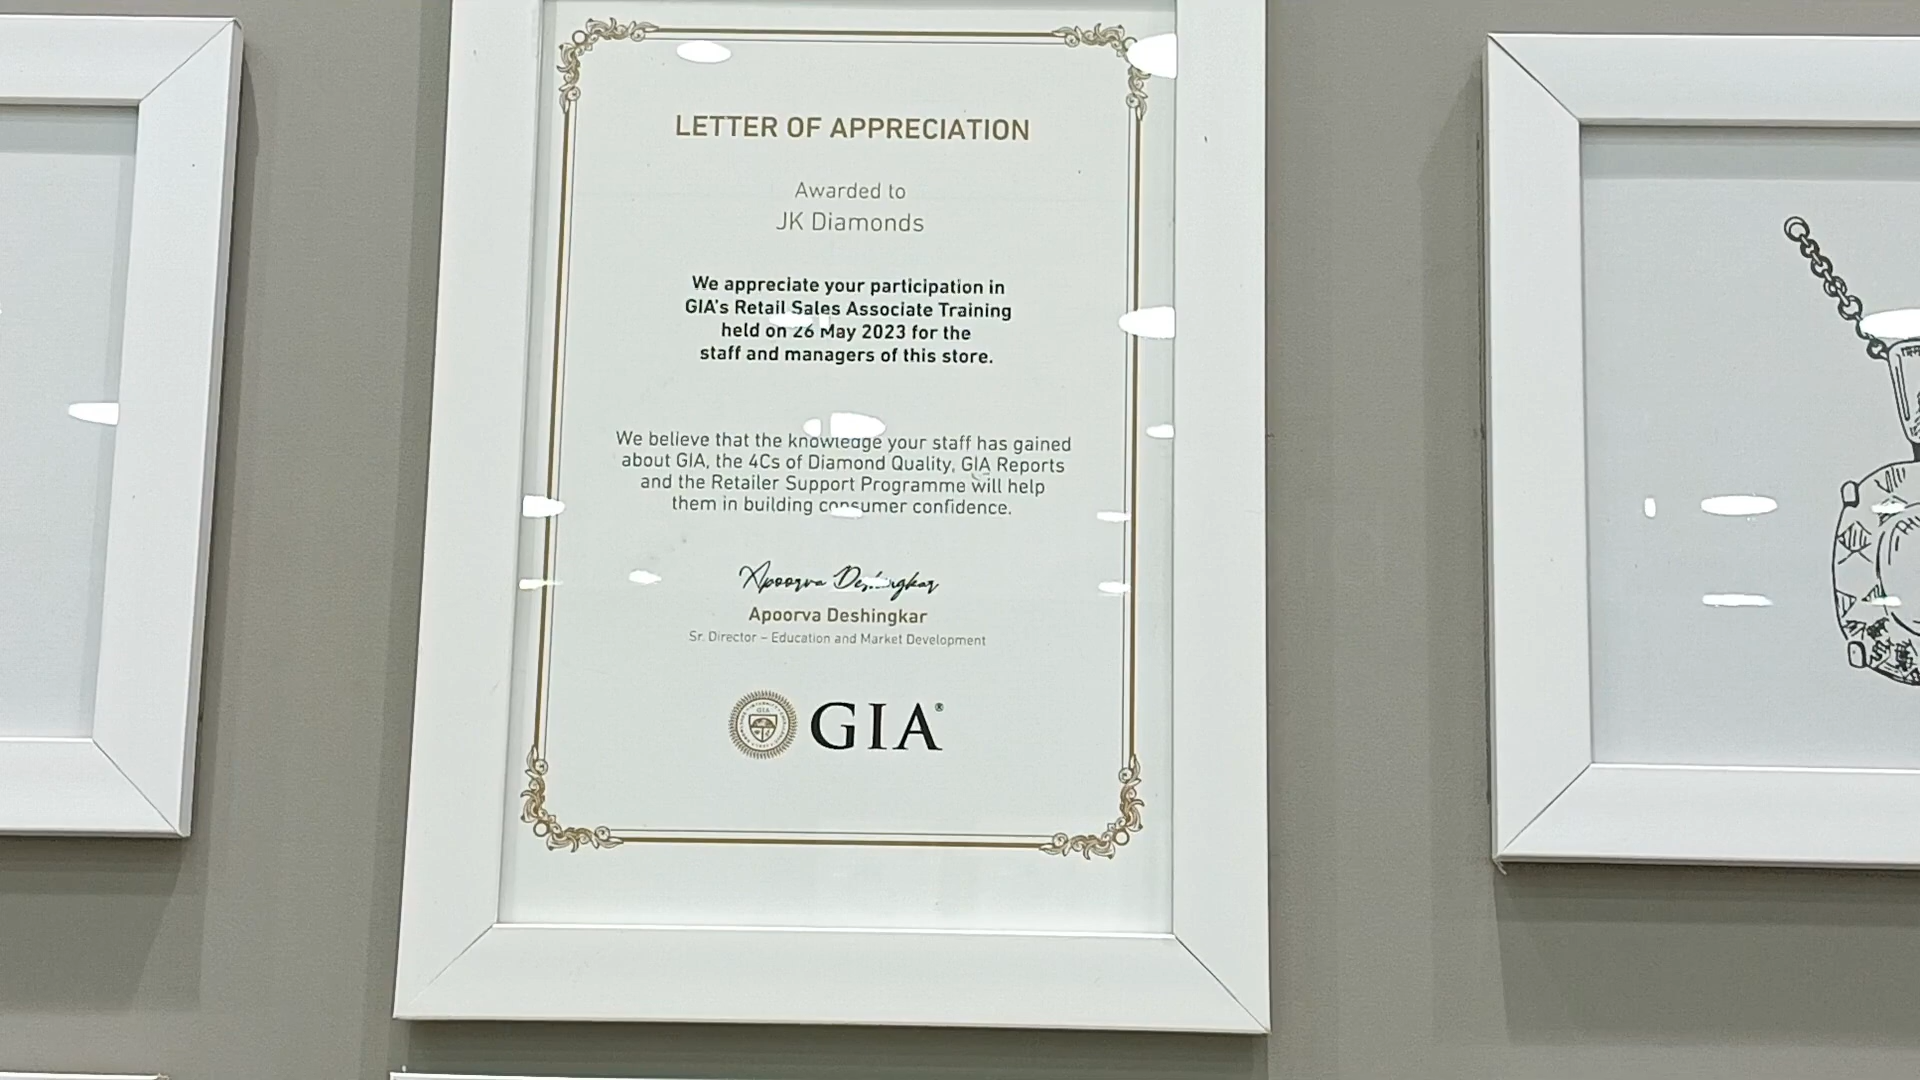 LETTER OF APPRECIATION
Awarded to
JK Diamonds
We appreciate your participation in
GIA's Retail Sales Associate Training
held on 26 May 2023 for the
staff and managers of this store.
We believe that the knowledge your staff has gained
about GIA, the 4Cs of Diamond Quality, GIA Reports
and the Retailer Support Programme will help
them in building consumer confidence.
Apoorva Deshingkar
Apoorva Deshingkar
Sr. Director – Education and Market Development
GIA®